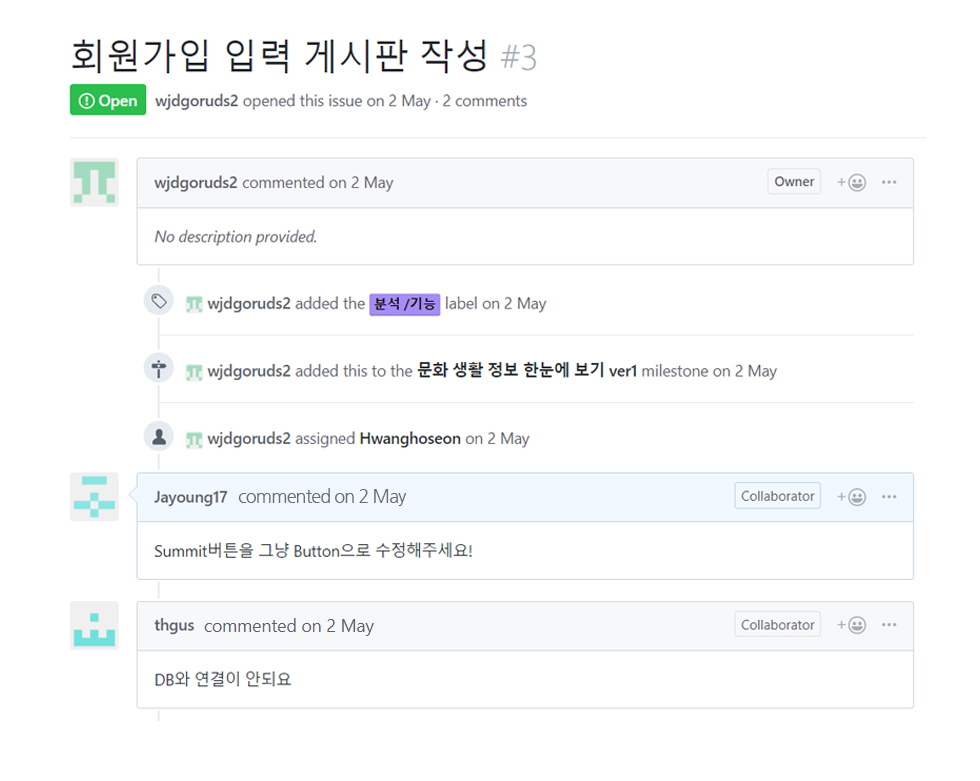 회원가입 입력 게시판 작성 #3
Open wjdgoruds2 opened this issue on 2 May · 2 comments
wjdgoruds2 commented on 2 May Owner
No description provided.
wjdgoruds2 added the 분석 /기능 label on 2 May
wjdgoruds2 added this to the 문화 생활 정보 한눈에 보기 ver1 milestone on 2 May
wjdgoruds2 assigned Hwanghoseon on 2 May
Jayoung17 commented on 2 May Collaborator
Summit버튼을 그냥 Button으로 수정해주세요!
thgus commented on 2 May Collaborator
DB와 연결이 안되요